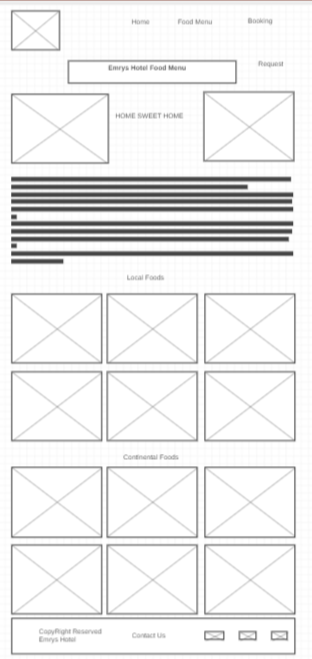 Home Food Menu Booking
Emrys Hotel Food Menu
Request
HOME SWEET HOME
Local Foods
Continental Foods
CopyRight Reserved
Emrys Hotel
Contact Us